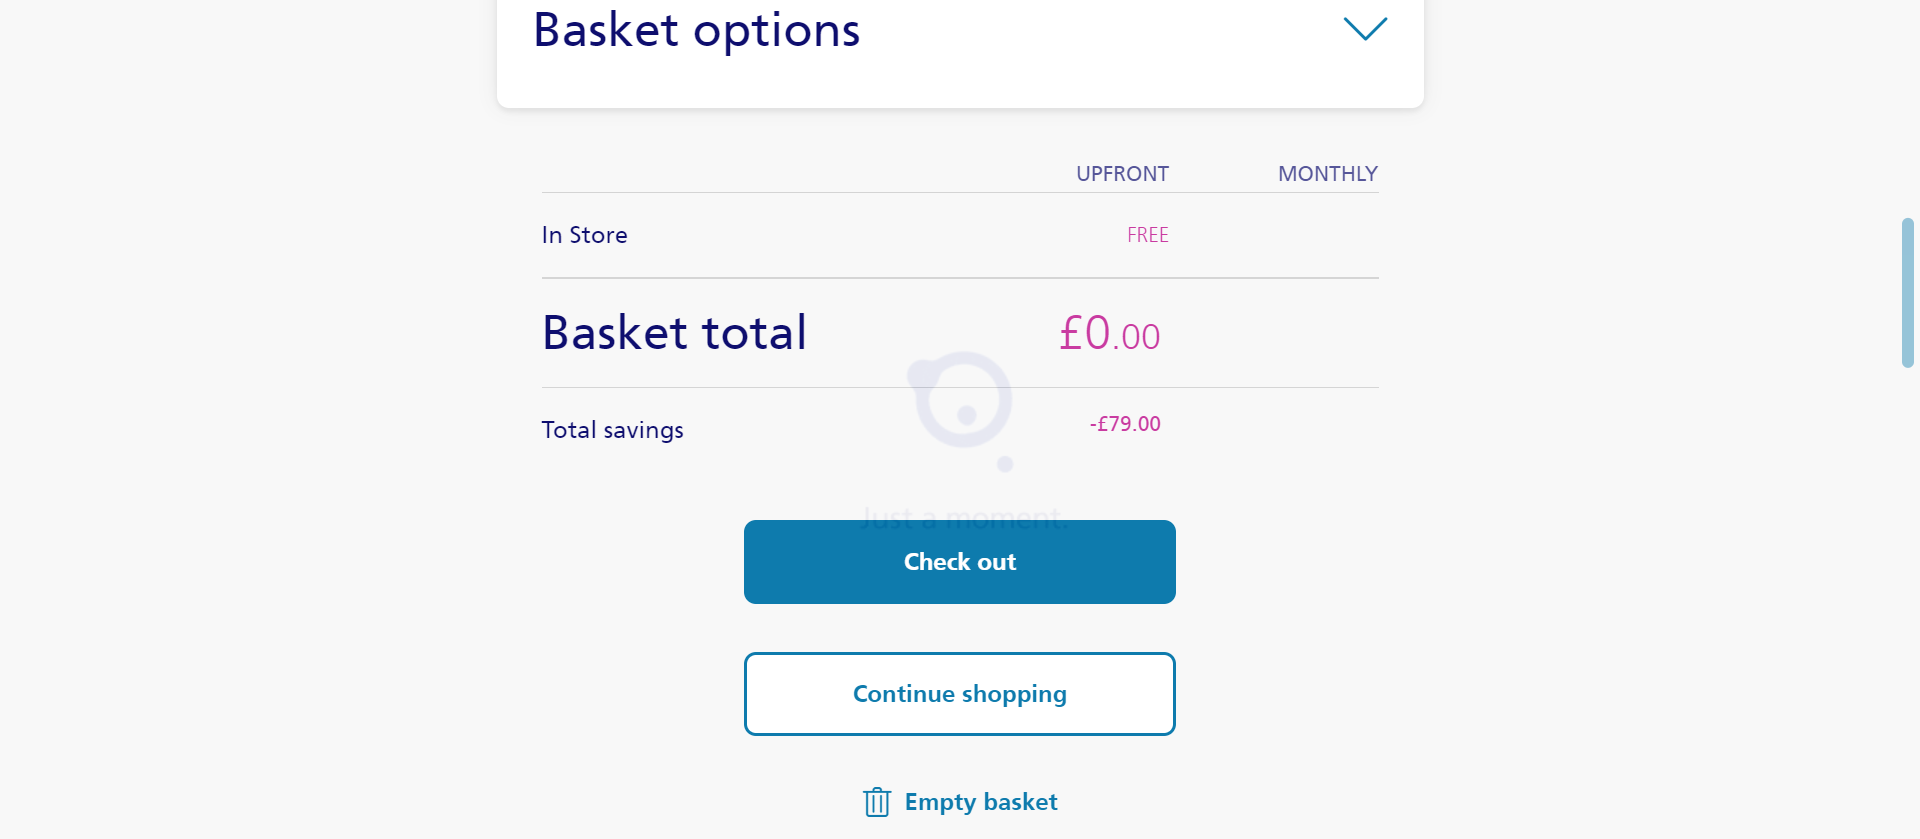 Basket options
UPFRONT MONTHLY
In Store FREE
Basket total £0.00
Total savings -£79.00
Just a moment.
Check out
Continue shopping
Empty basket